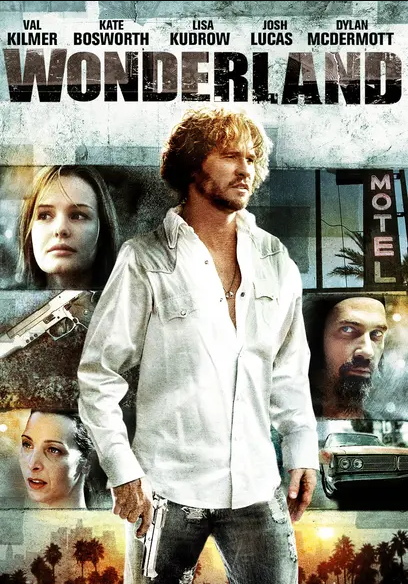 VAL KATE LISA JOSH DYLAN
KILMER BOSWORTH KUDROW LUCAS MCDERMOTT
WONDERLAND
MOTEL